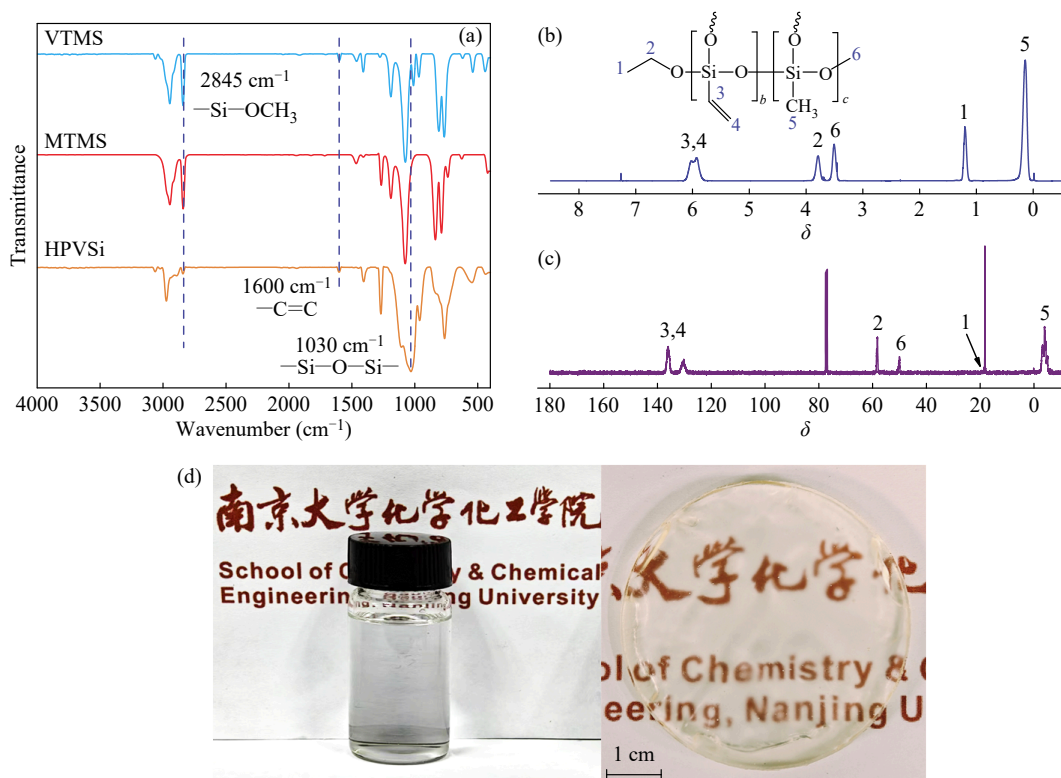 (a)
VTMS
2845 cm⁻¹
—Si—OCH₃
MTMS
HPVSi
1600 cm⁻¹
—C=C
1030 cm⁻¹
—Si—O—Si—
Transmittance
4000 3500 3000 2500 2000 1500 1000 500
Wavenumber (cm⁻¹)
(b)
1 2 O Si O Si O 6
b c
3 4 CH₃ 5
O O
3,4 2 6 1 5
8 7 6 5 4 3 2 1 0
δ
(c)
3,4 2 6 1 5
180 160 140 120 100 80 60 40 20 0
δ
(d)
南京大学化学化工学院
School of C y & Chemical
Engineering, Nanjing University
京大学化学
ol of Chemistry & C
eering, Nanjing U
1 cm